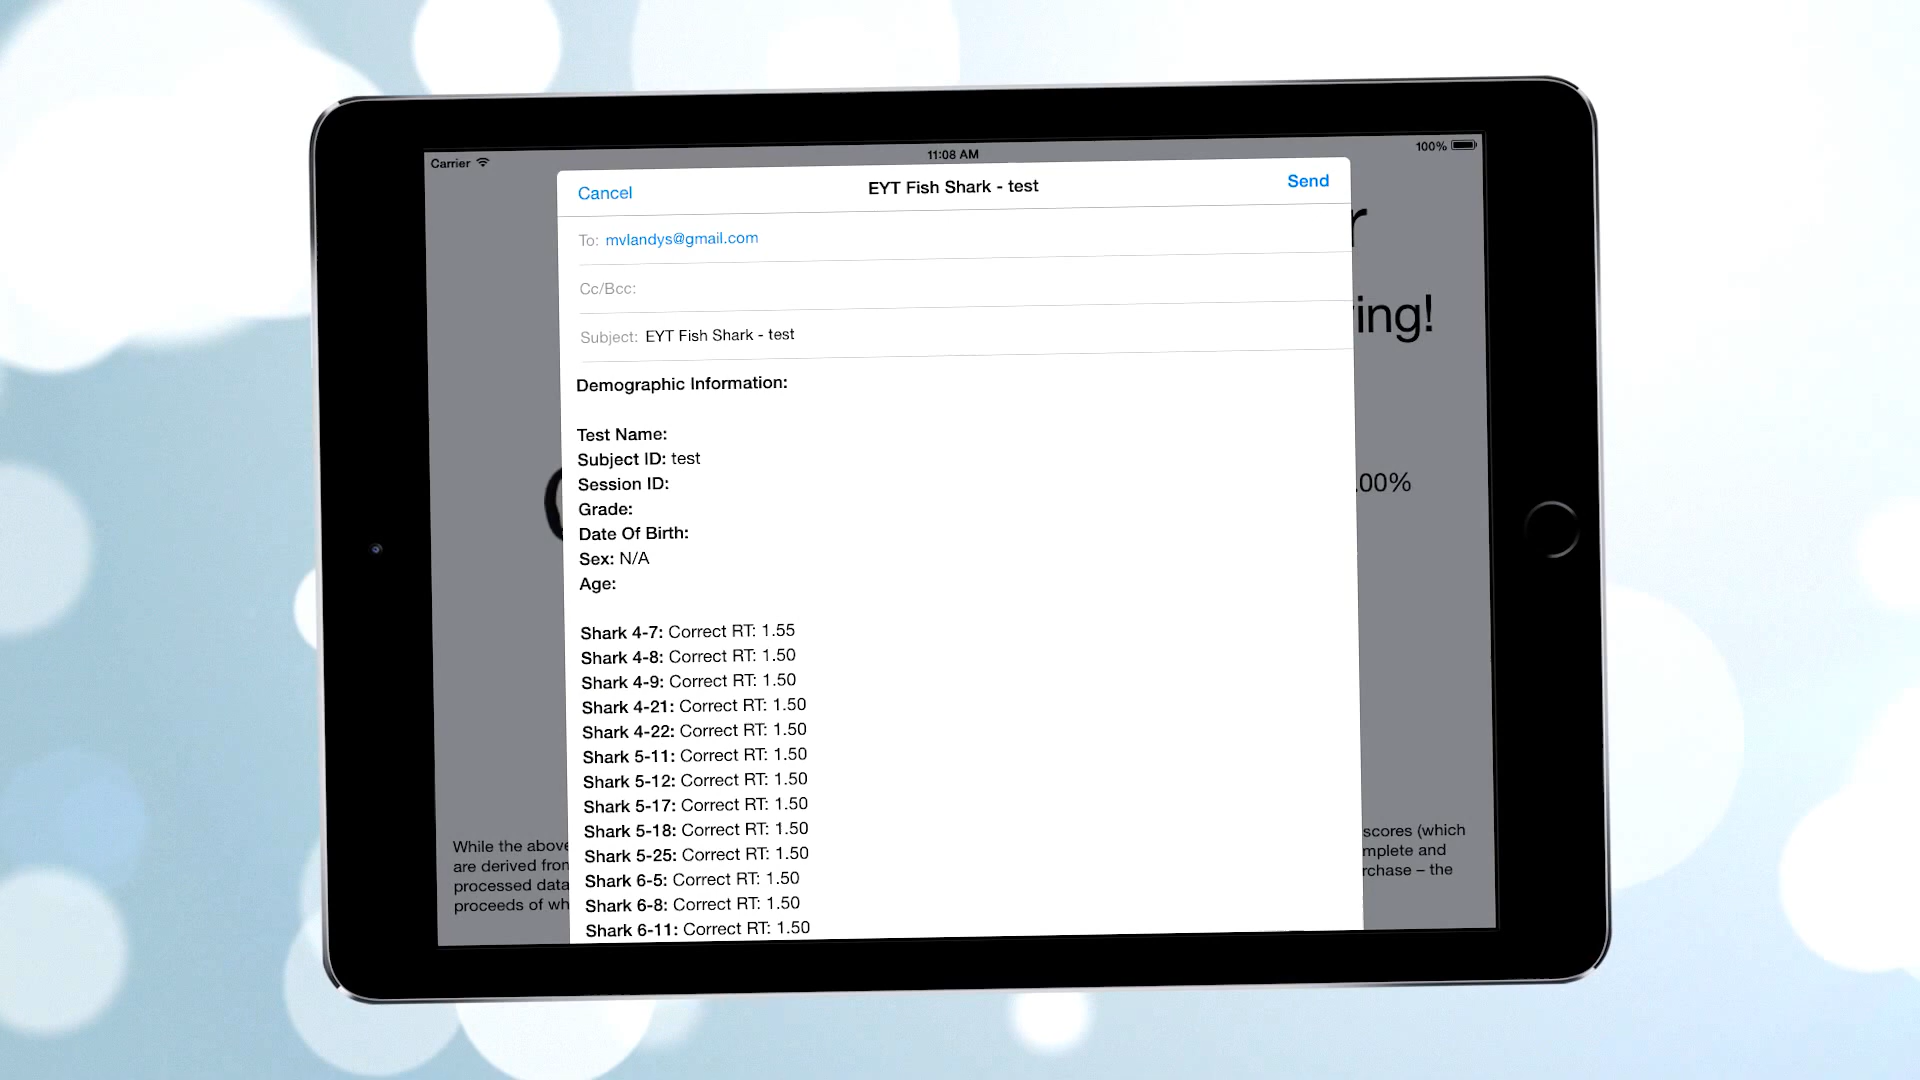 Carrier
11:08 AM
100%
Cancel
EYT Fish Shark - test
Send
To: mvlandys@gmail.com
Cc/Bcc:
Subject: EYT Fish Shark - test
ing!
.00%
Demographic Information:
Test Name:
Subject ID: test
Session ID:
Grade:
Date Of Birth:
Sex: N/A
Age:
Shark 4-7: Correct RT: 1.55
Shark 4-8: Correct RT: 1.50
Shark 4-9: Correct RT: 1.50
Shark 4-21: Correct RT: 1.50
Shark 4-22: Correct RT: 1.50
Shark 5-11: Correct RT: 1.50
Shark 5-12: Correct RT: 1.50
Shark 5-17: Correct RT: 1.50
Shark 5-18: Correct RT: 1.50
Shark 5-25: Correct RT: 1.50
Shark 6-5: Correct RT: 1.50
Shark 6-8: Correct RT: 1.50
Shark 6-11: Correct RT: 1.50
While the above
are derived from
processed data
proceeds of wh
scores (which
mplete and
rchase – the